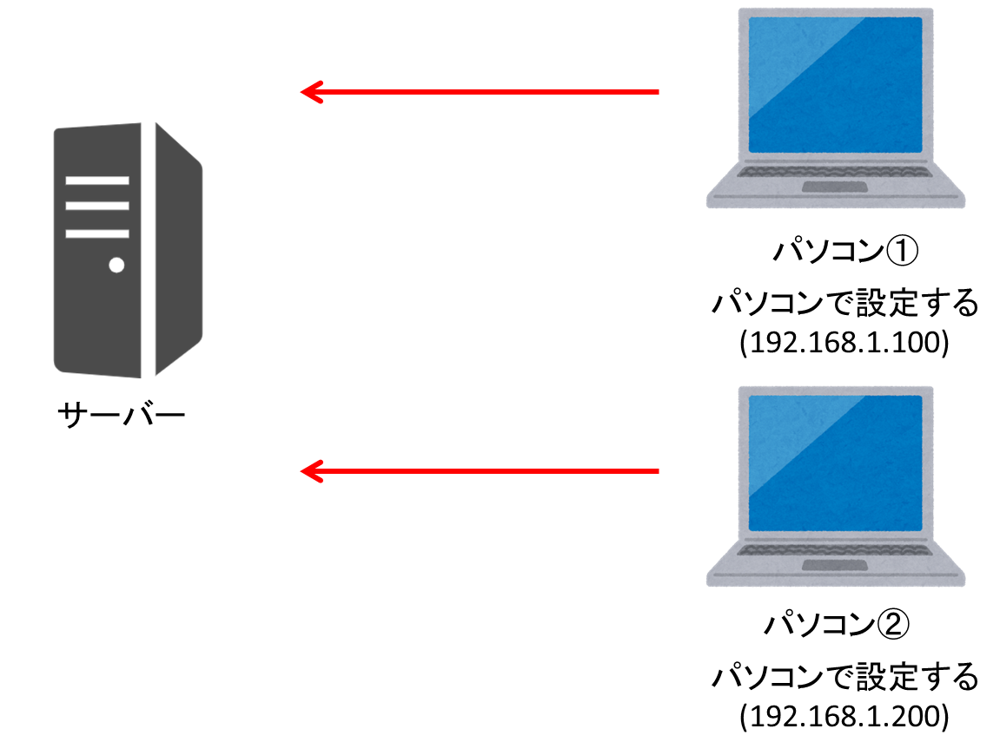 サーバー
パソコン①
パソコンで設定する
(192.168.1.100)
パソコン②
パソコンで設定する
(192.168.1.200)